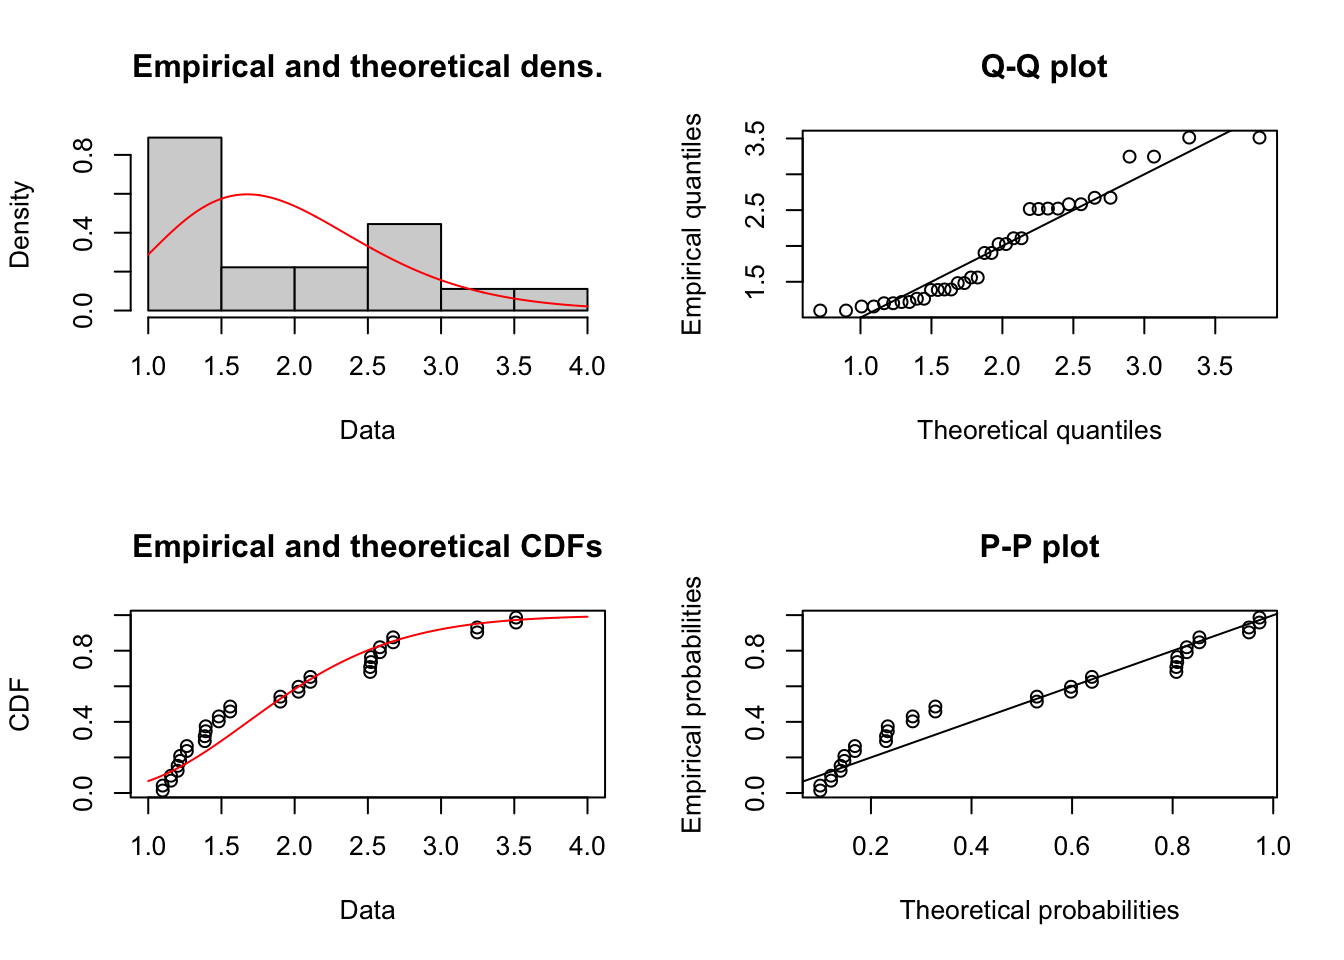 Empirical and theoretical dens.
Density
0.0 0.4 0.8
1.0 1.5 2.0 2.5 3.0 3.5 4.0
Data
Q-Q plot
Empirical quantiles
1.5 2.5 3.5
1.0 1.5 2.0 2.5 3.0 3.5
Theoretical quantiles
Empirical and theoretical CDFs
CDF
0.0 0.4 0.8
1.0 1.5 2.0 2.5 3.0 3.5 4.0
Data
P-P plot
Empirical probabilities
0.0 0.4 0.8
0.2 0.4 0.6 0.8 1.0
Theoretical probabilities